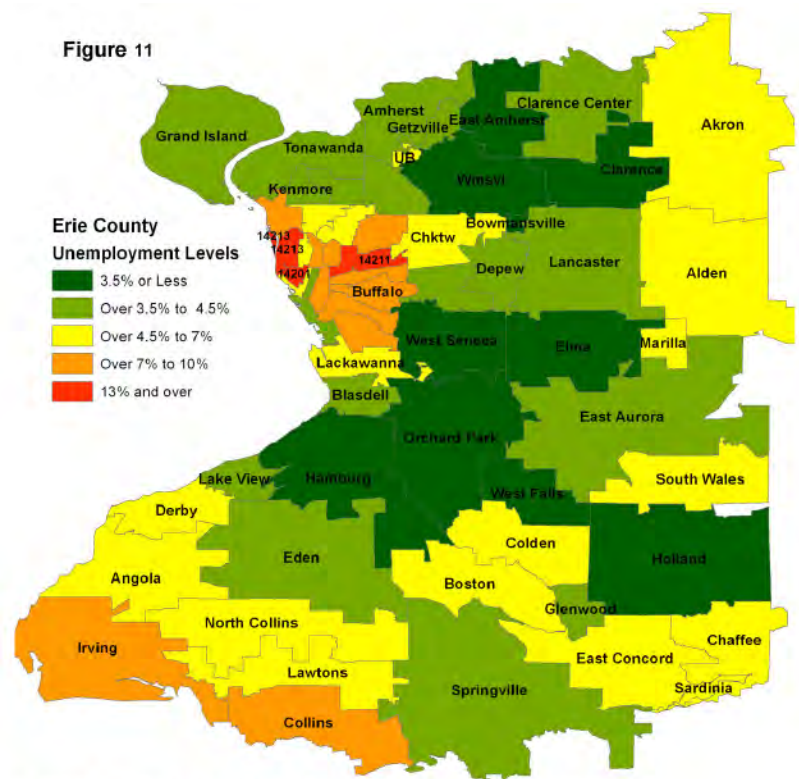 Figure 11
Grand Island
Amherst
Getzville
East Amherst
Clarence Center
Akron
Tonawanda
UB
Kenmore
Wmsvl
Clarence
Erie County
Unemployment Levels
3.5% or Less
Over 3.5% to 4.5%
Over 4.5% to 7%
Over 7% to 10%
13% and over
14213
14213
14201
14211
Chktw
Bowmansville
Depew
Lancaster
Alden
Buffalo
West Seneca
Elma
Marilla
Lackawanna
Blasdell
East Aurora
Orchard Park
Lake View
Hamburg
West Falls
South Wales
Derby
Eden
Colden
Holland
Angola
Boston
Glenwood
Irving
North Collins
Chaffee
East Concord
Lawtons
Springville
Sardinia
Collins